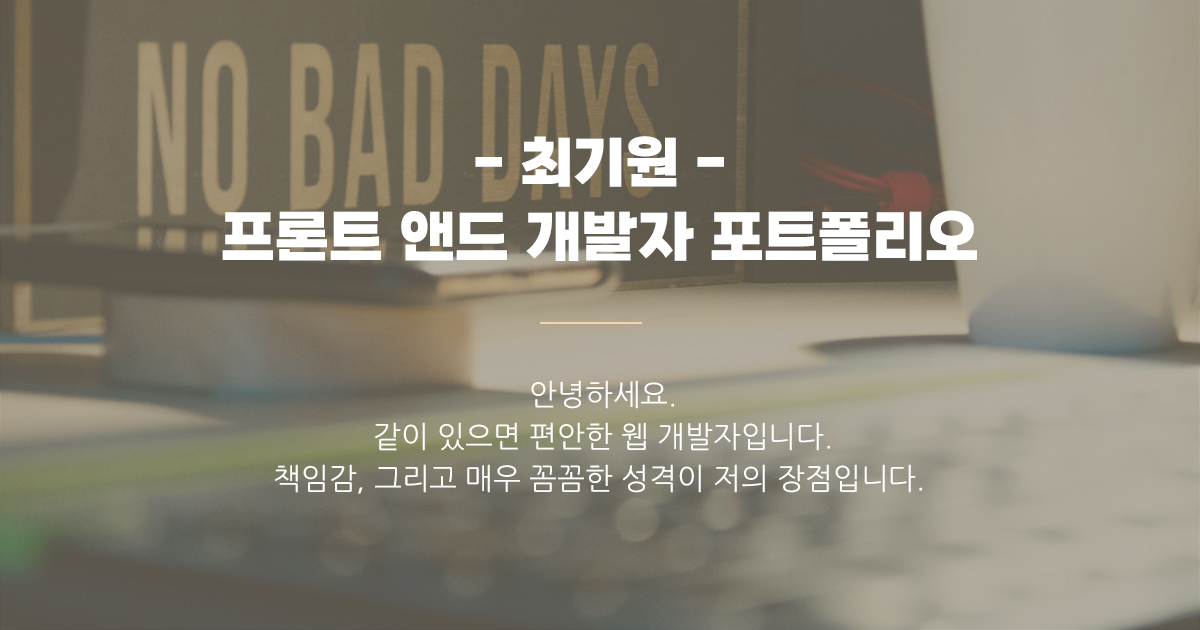 NO BAD DAYS
- 최기원 -
프론트 앤드 개발자 포트폴리오
안녕하세요.
같이 있으면 편안한 웹 개발자입니다.
책임감, 그리고 매우 꼼꼼한 성격이 저의 장점입니다.